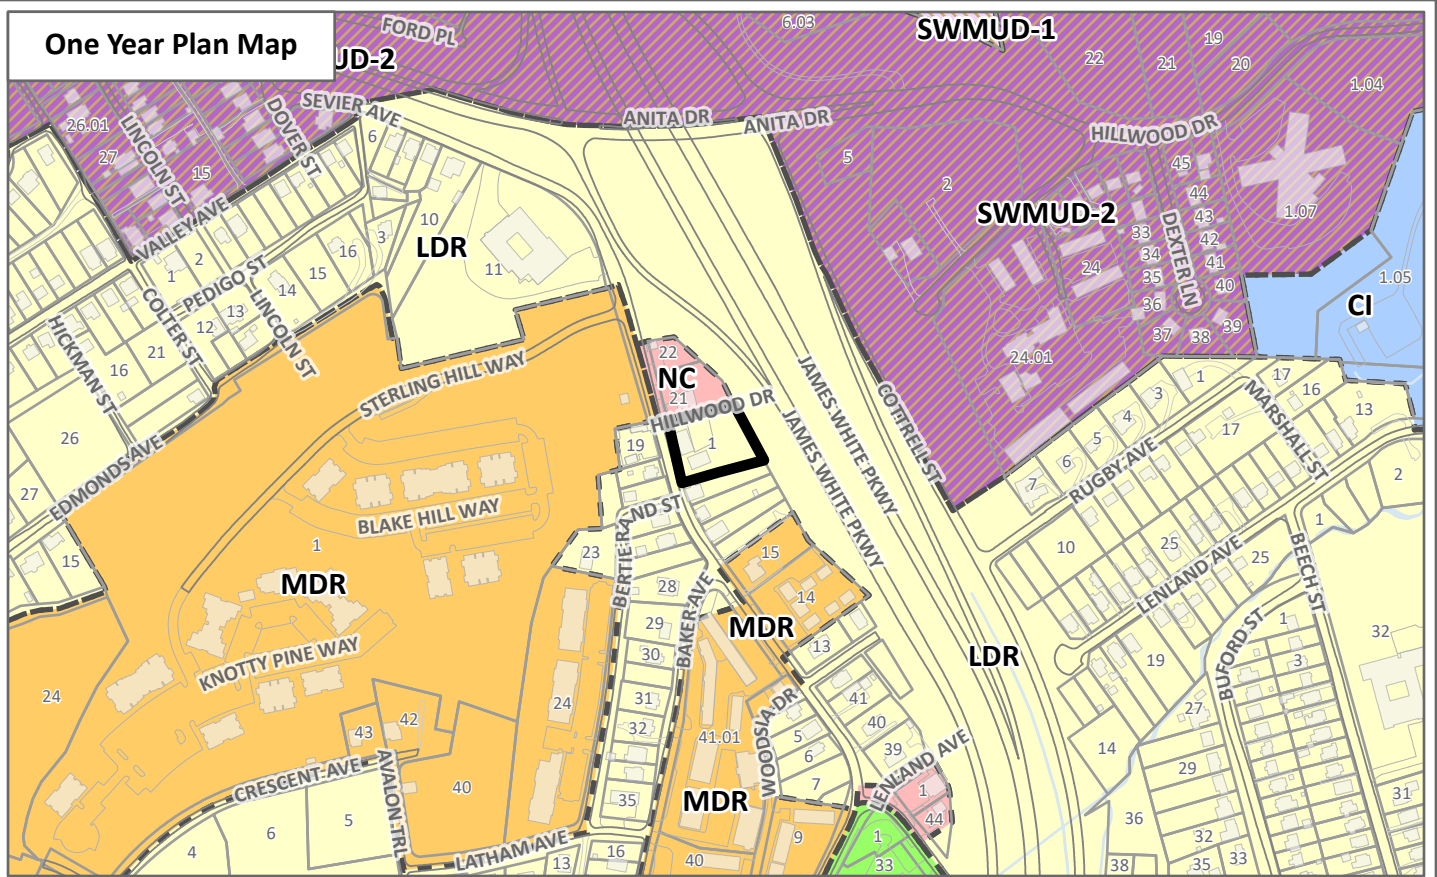 One Year Plan Map
UD-2
FORD PL
6.03
SWMUD-1
22
21
19
20
1.04
SEVIER AVE
ANITA DR
ANITA DR
HILLWOOD DR
26.01
27
LINCOLN ST
15
DOVER ST
6
5
2
SWMUD-2
45
44
43
42
41
40
33
34
35
36
37
38
39
DEXTER LN
24
24.01
1.07
1.05
CI
VALLEY AVE
10
LDR
11
3
16
15
14
13
12
2
1
PEDIGO ST
LINCOLN ST
COLTER ST
HICKMAN ST
21
16
26
27
15
EDMONDS AVE
STERLING HILL WAY
22
NC
21
HILLWOOD DR
1
19
JAMES WHITE PKWY
JAMES WHITE PKWY
COTTRELL ST
1
3
4
5
6
7
17
16
13
17
MARSHALL ST
RUGBY AVE
2
1
10
25
25
LENLAND AVE
BEECH ST
BLAKE HILL WAY
1
MDR
KNOTTY PINE WAY
24
BERTIE RAND ST
23
28
29
30
31
32
35
BAKER AVE
15
14
MDR
13
LDR
19
14
27
29
BUFORD ST
1
3
32
31
24
43
42
40
CRESCENT AVE
AVALON TRL
6
5
4
LATHAM AVE
13
16
41.01
MDR
40
9
WOODSIA DR
5
6
7
41
40
39
LENLAND AVE
1
44
1
33
36
38
32
35
33